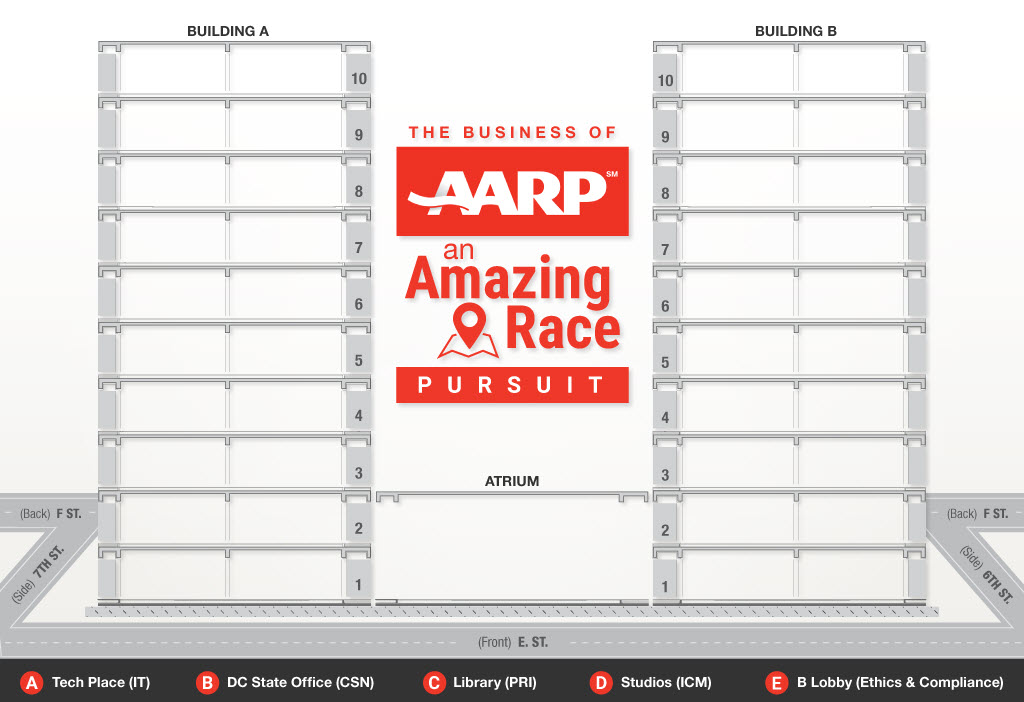 BUILDING A
BUILDING B
10
9
8
7
6
5
4
3
2
1
THE BUSINESS OF
AARP SM
an
Amazing
Race
PURSUIT
10
9
8
7
6
5
4
3
2
1
ATRIUM
(Back) F ST.
(Back) F ST.
(Side) 7TH ST.
(Side) 6TH ST.
(Front) E. ST.
A Tech Place (IT)
B DC State Office (CSN)
C Library (PRI)
D Studios (ICM)
E B Lobby (Ethics & Compliance)